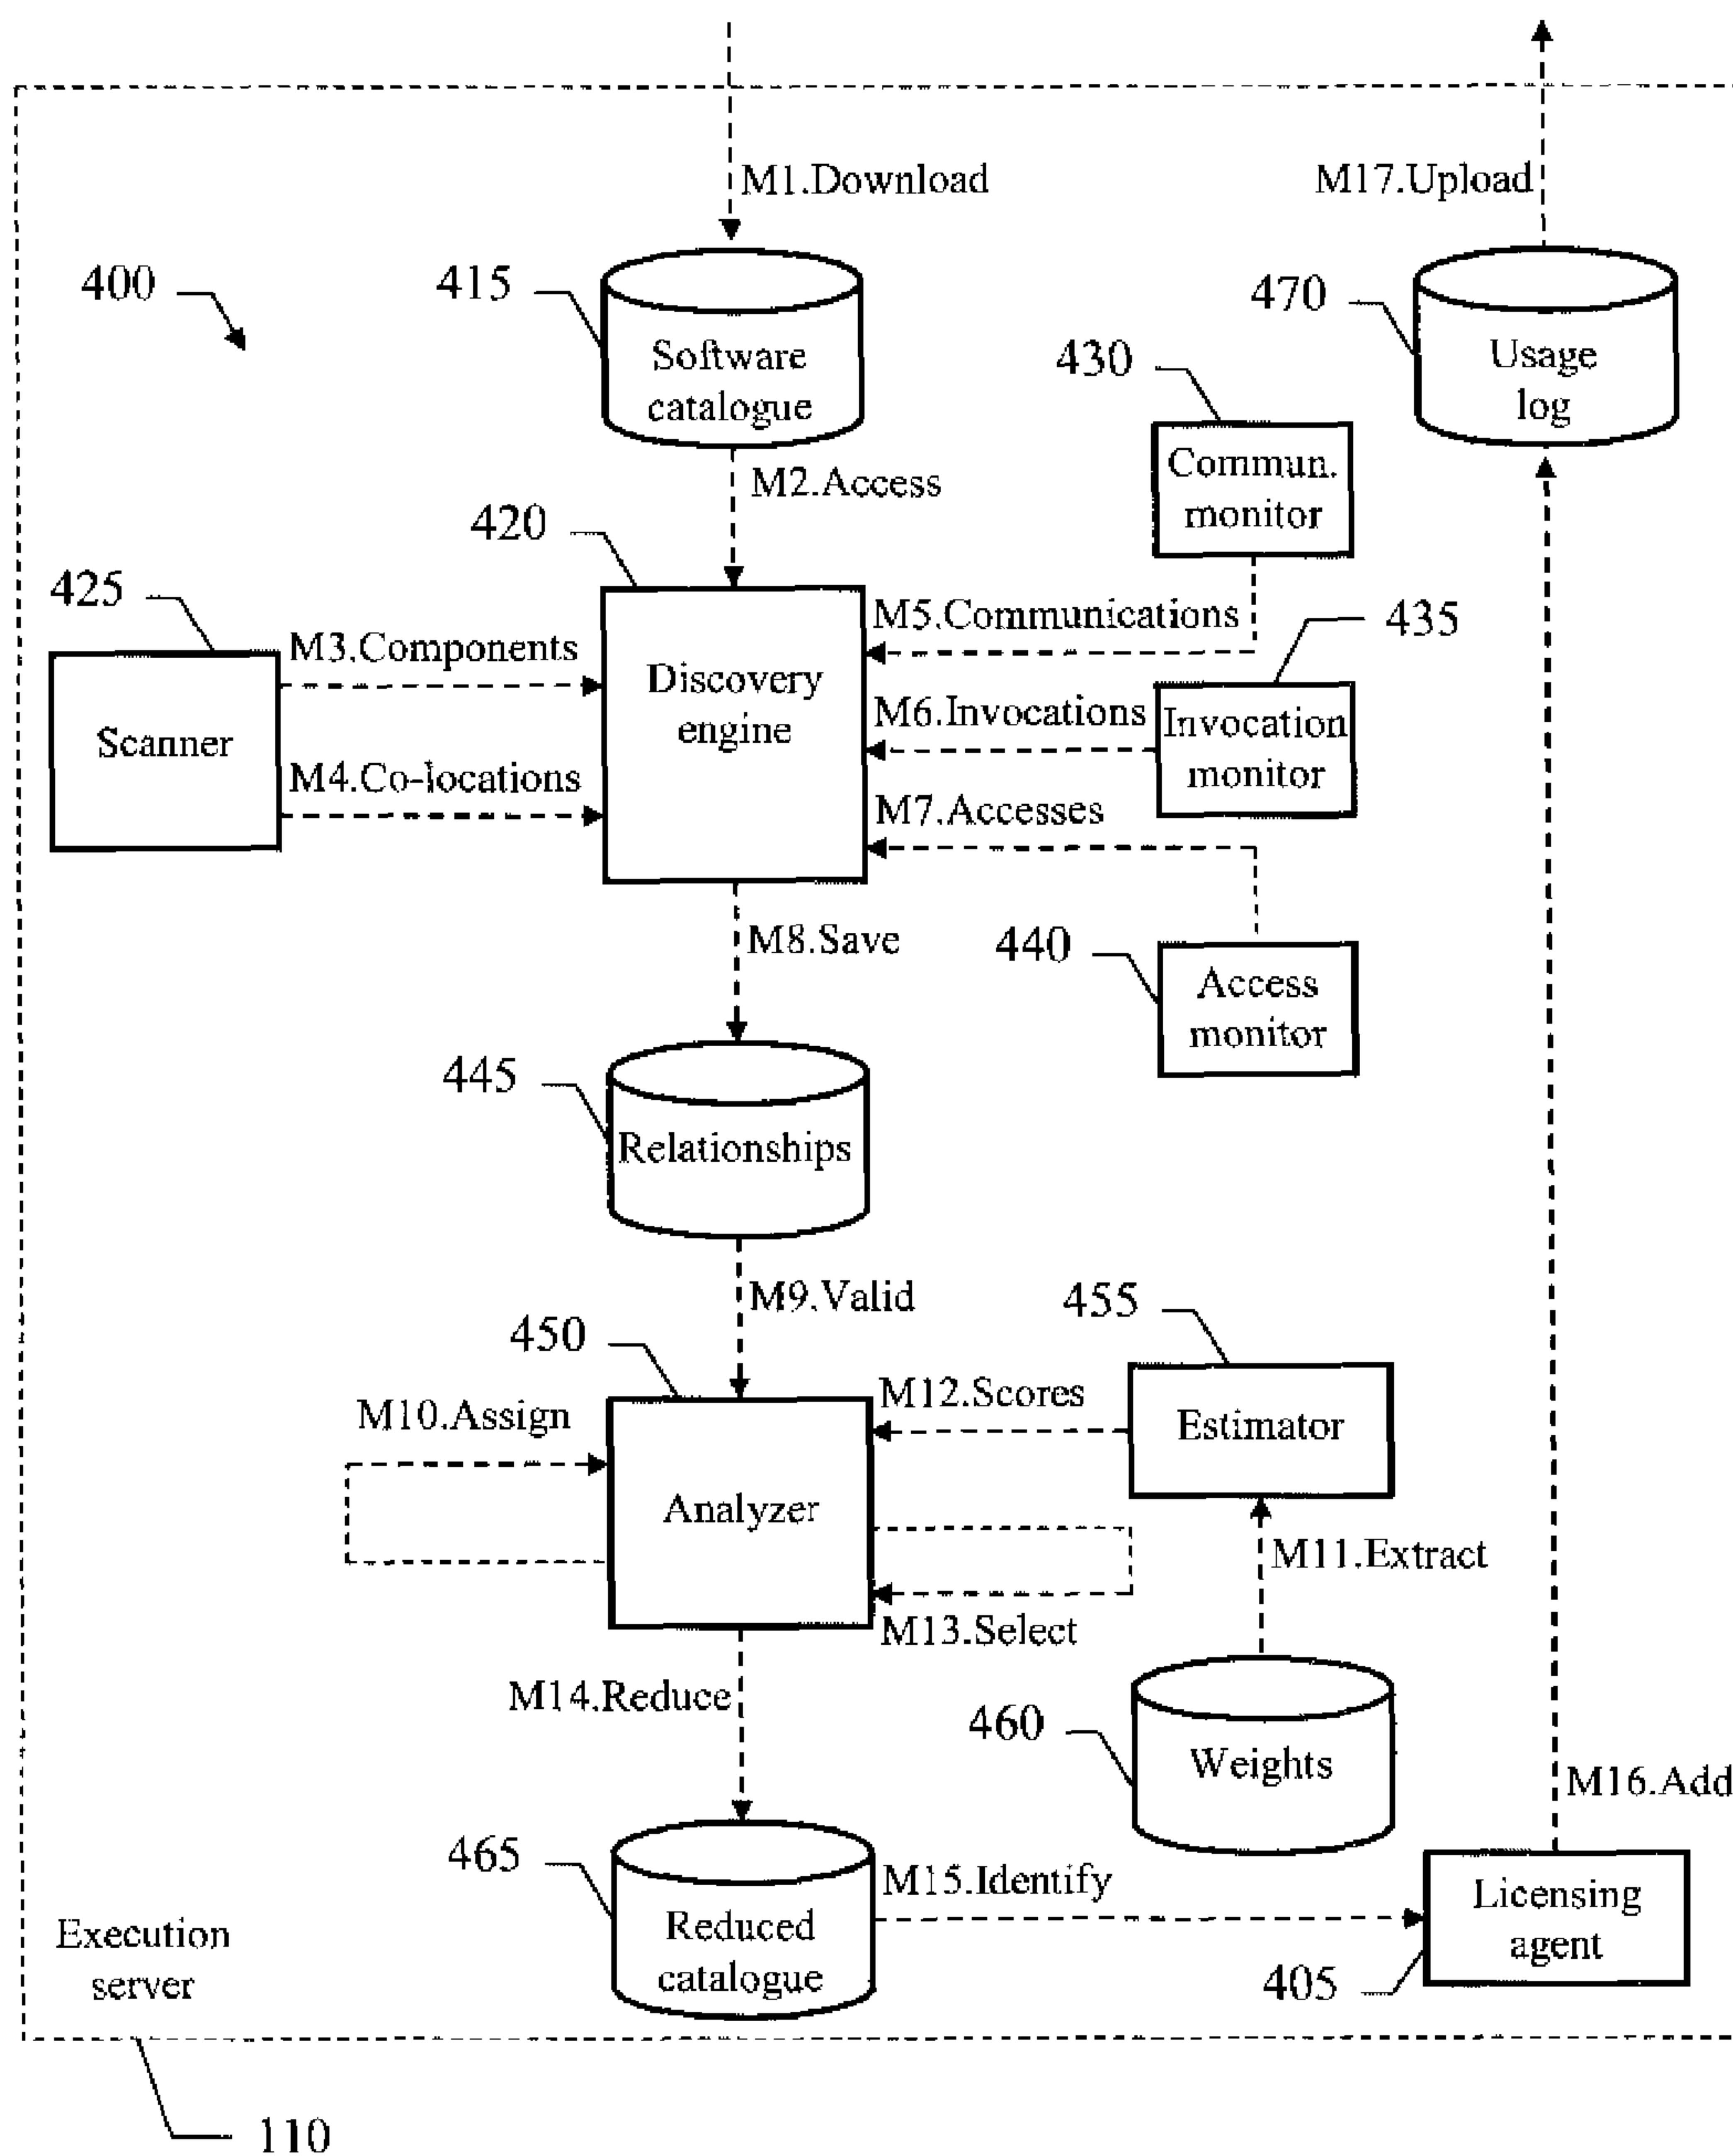 M1.Download
M17.Upload
400
415
Software
catalogue
470
Usage
log
430
Commun.
monitor
M2.Access
420
425
Scanner
M3.Components
M4.Co-locations
Discovery
engine
M5.Communications
435
M6.Invocations
Invocation
monitor
M7.Accesses
440
Access
monitor
M8.Save
445
Relationships
M9.Valid
450
455
M10.Assign
Analyzer
M12.Scores
Estimator
M11.Extract
M13.Select
M14.Reduce
460
Weights
M16.Add
465
Reduced
catalogue
M15.Identify
Licensing
agent
405
Execution
server
110